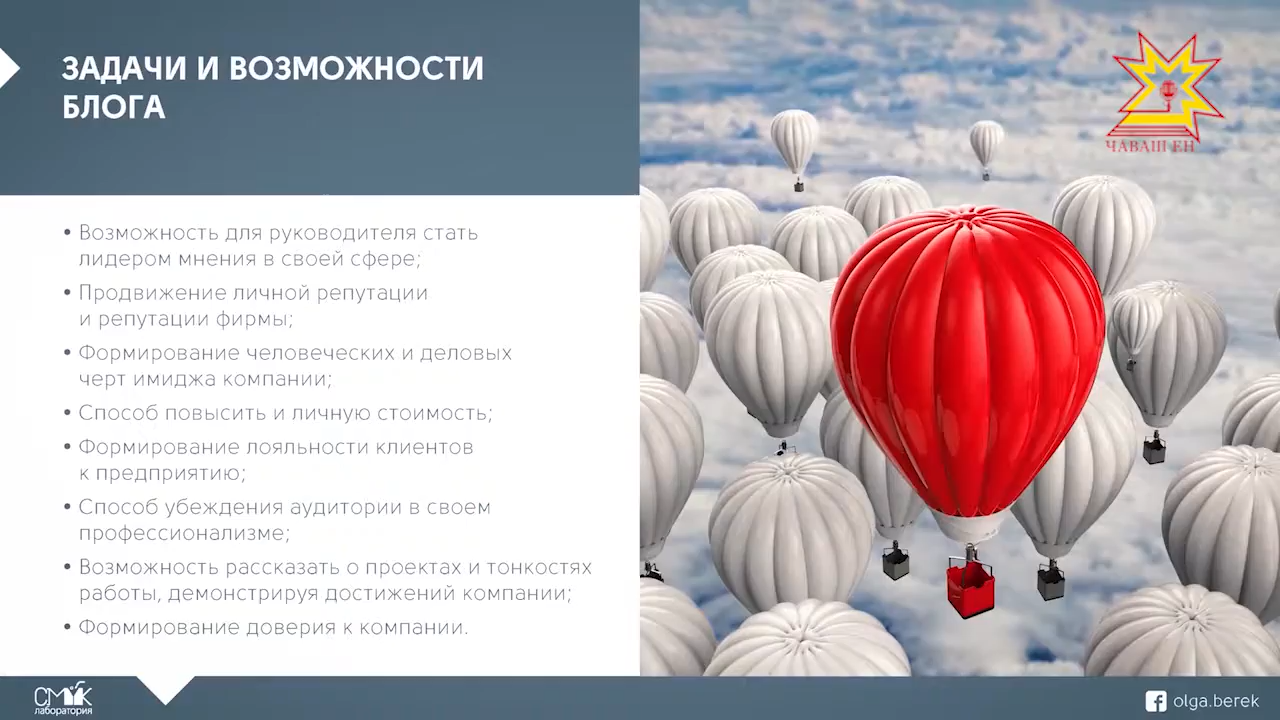 ЗАДАЧИ И ВОЗМОЖНОСТИ
БЛОГА
• Возможность для руководителя стать
лидером мнения в своей сфере;
• Продвижение личной репутации
и репутации фирмы;
• Формирование человеческих и деловых
черт имиджа компании;
• Способ повысить и личную стоимость;
• Формирование лояльности клиентов
к предприятию;
• Способ убеждения аудитории в своем
профессионализме;
• Возможность рассказать о проектах и тонкостях
работы, демонстрируя достижений компании;
• Формирование доверия к компании.
ЧАВАШ ЕН
СМУК
лаборатория
olga.berek